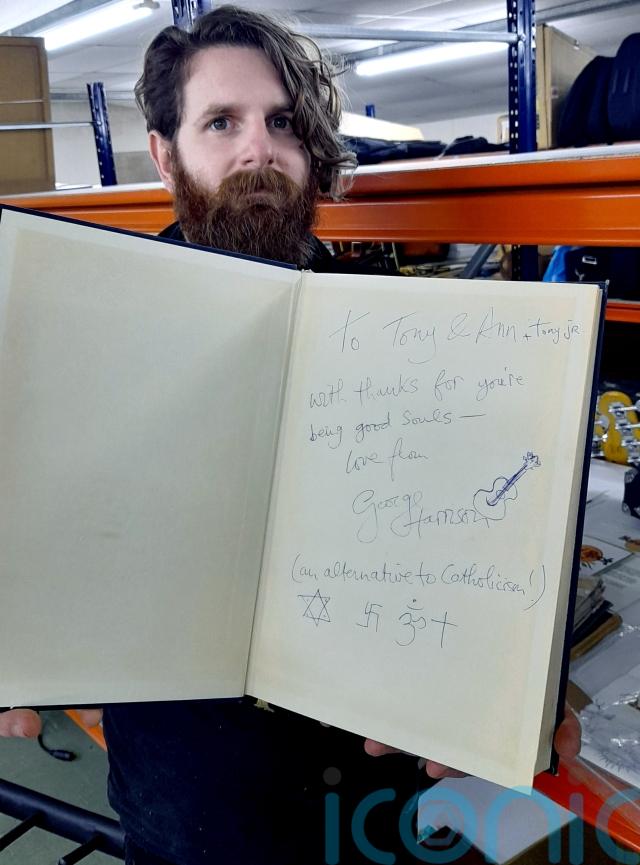 To Tony & Ann + Tony Jr
with thanks for you're
being good souls —
love from
George
Harrison
(an alternative to Catholicism!)
ॐ
iconic